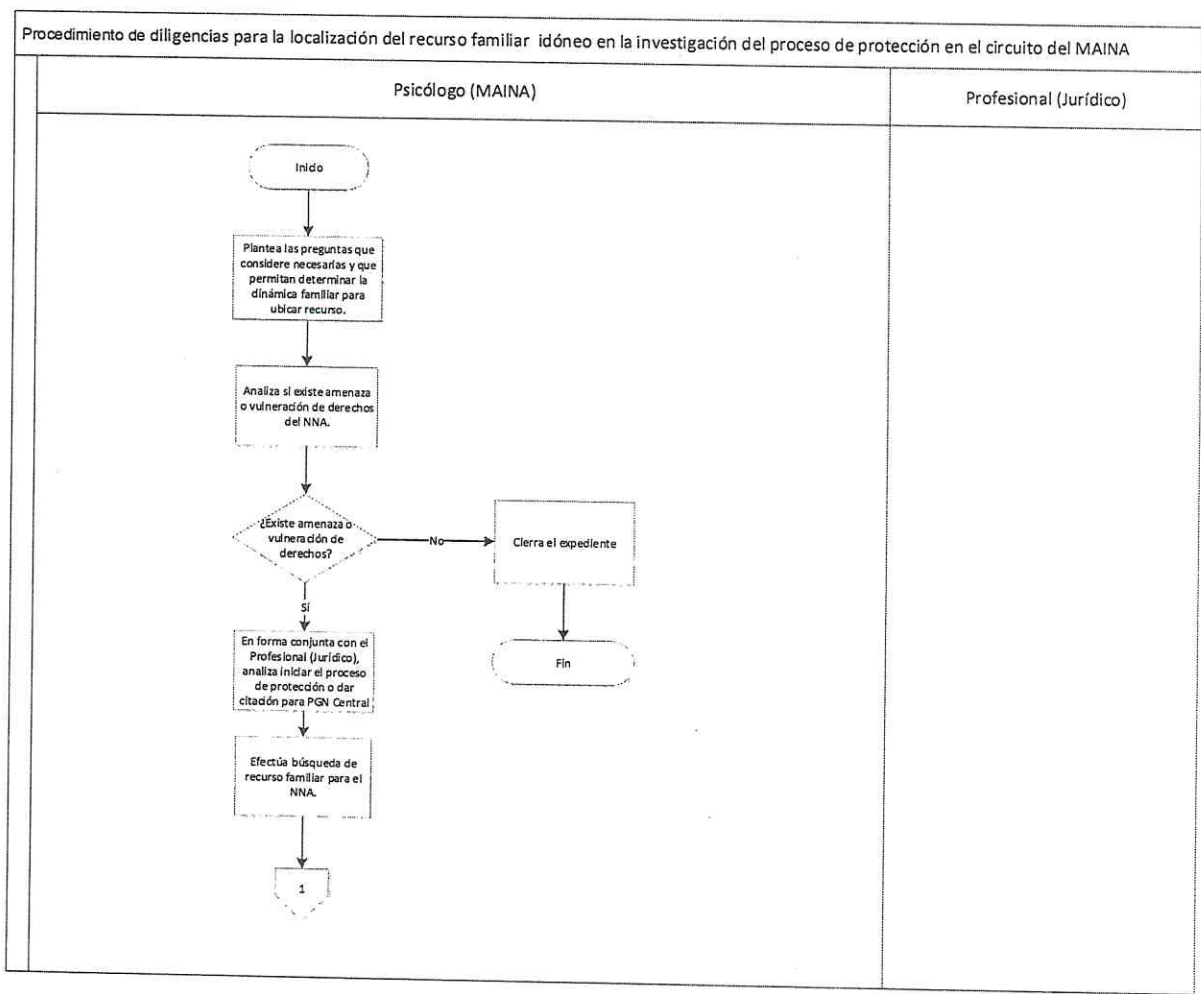 Procedimiento de diligencias para la localización del recurso familiar idóneo en la investigación del proceso de protección en el circuito del MAINA
Psicólogo (MAINA)
Profesional (Jurídico)
Inicio
Plantea las preguntas que
considere necesarias y que
permitan determinar la
dinámica familiar para
ubicar recurso.
Analiza si existe amenaza
o vulneración de derechos
del NNA.
¿Existe amenaza o
vulneración de
derechos?
No
Cierra el expediente
Sí
Fin
En forma conjunta con el
Profesional (Jurídico),
analiza iniciar el proceso
de protección o dar
citación para PGN Central
Efectúa búsqueda de
recurso familiar para el
NNA.
1